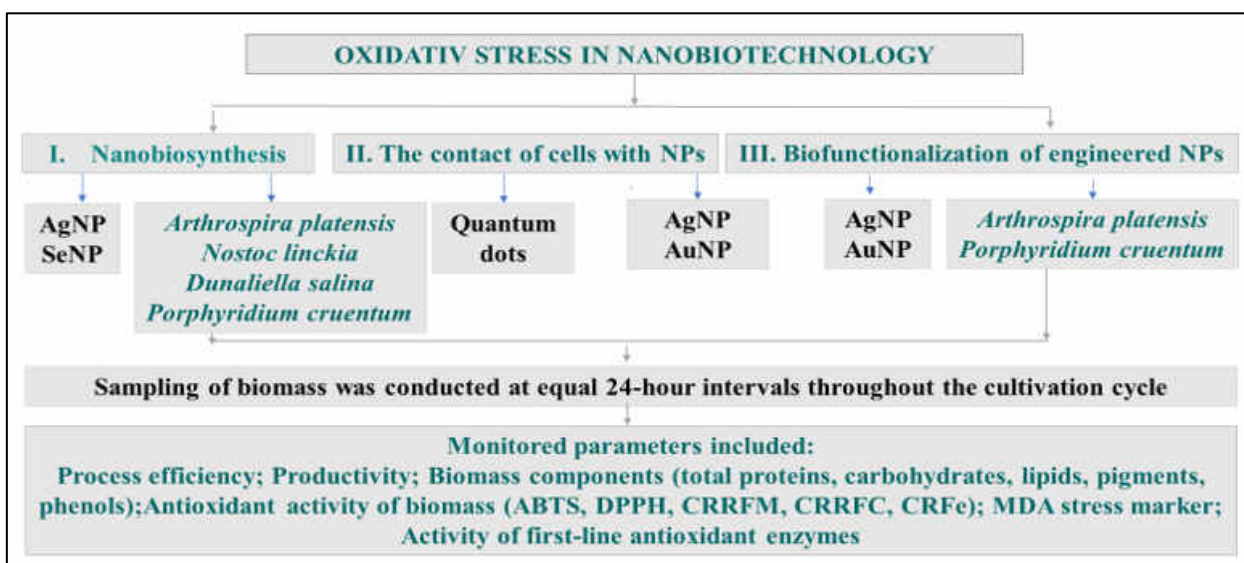 OXIDATIV STRESS IN NANOBIOTECHNOLOGY
I. Nanobiosynthesis
II. The contact of cells with NPs
III. Biofunctionalization of engineered NPs
AgNP
SeNP
Arthrospira platensis
Nostoc linckia
Dunaliella salina
Porphyridium cruentum
Quantum
dots
AgNP
AuNP
AgNP
AuNP
Arthrospira platensis
Porphyridium cruentum
Sampling of biomass was conducted at equal 24-hour intervals throughout the cultivation cycle
Monitored parameters included:
Process efficiency; Productivity; Biomass components (total proteins, carbohydrates, lipids, pigments,
phenols);Antioxidant activity of biomass (ABTS, DPPH, CRRFM, CRRFC, CRFe); MDA stress marker;
Activity of first-line antioxidant enzymes